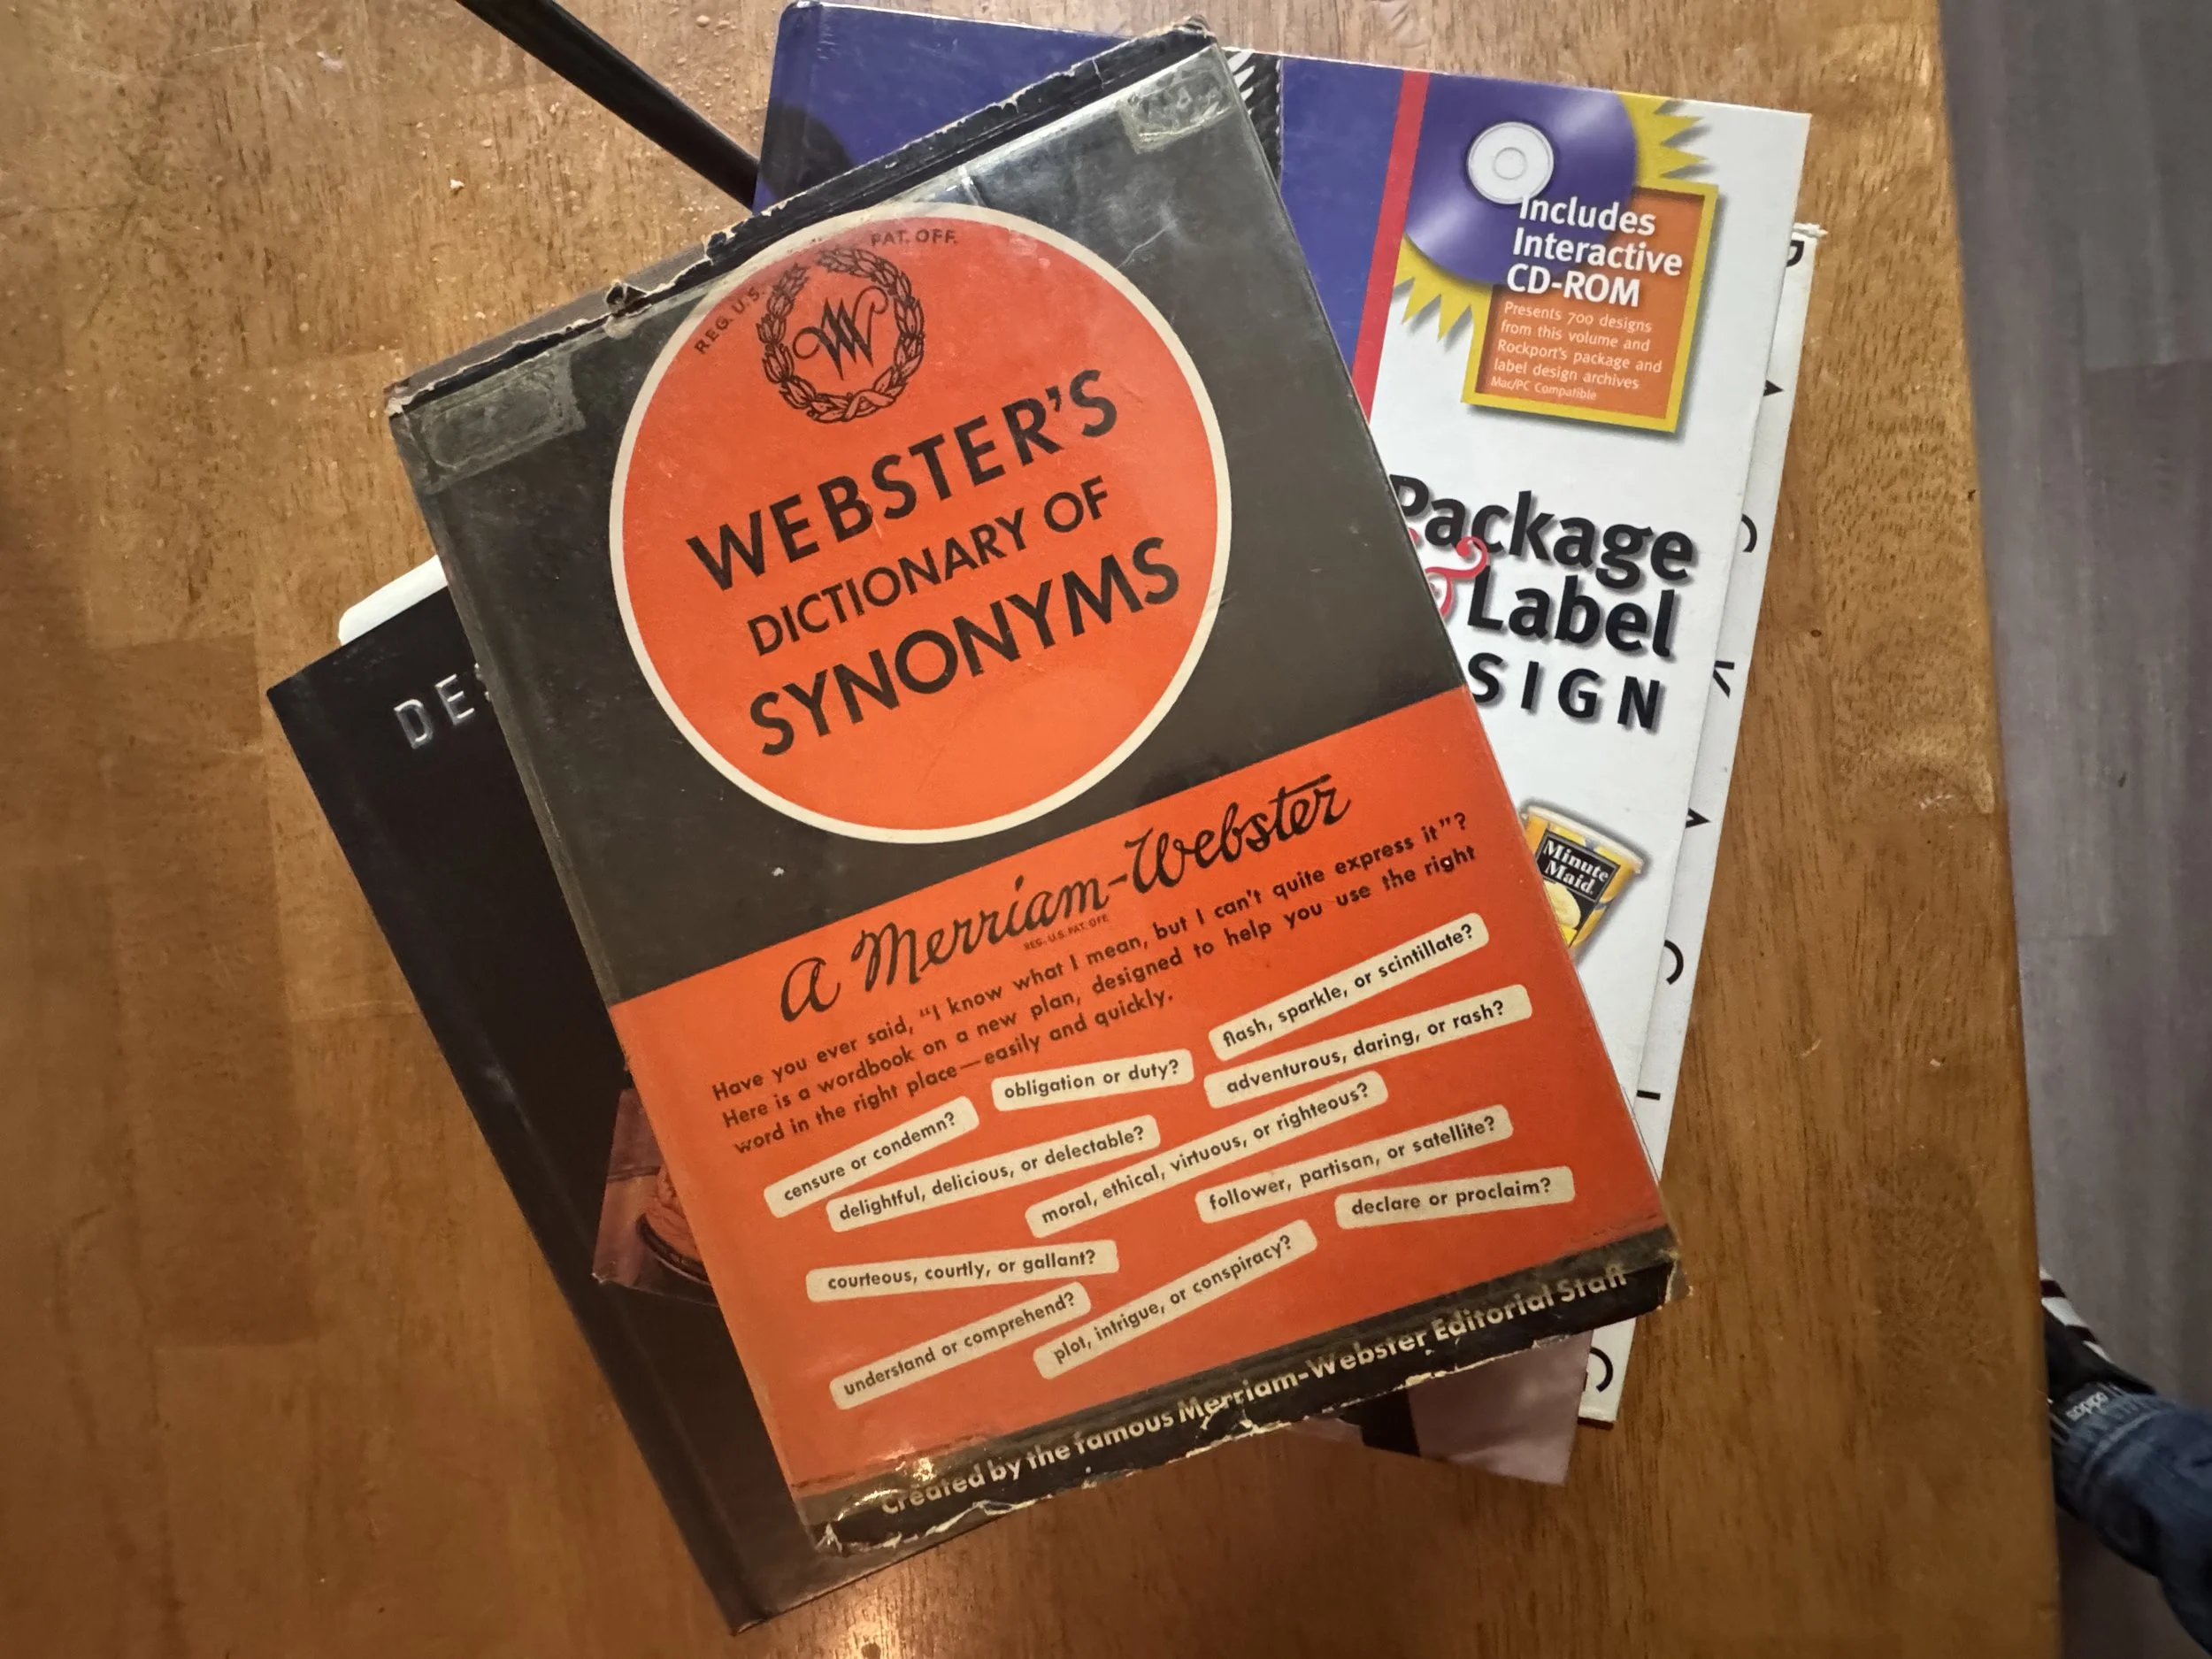 REG. U.S. PAT. OFF.
W
WEBSTER'S
DICTIONARY OF
SYNONYMS
a Merriam-Webster
REG. U.S. PAT. OFF.
Have you ever said, "I know what I mean, but I can't quite express it"?
Here is a wordbook on a new plan, designed to help you use the right
word in the right place—easily and quickly.
flash, sparkle, or scintillate?
obligation or duty?
adventurous, daring, or rash?
censure or condemn?
delightful, delicious, or delectable?
moral, ethical, virtuous, or righteous?
follower, partisan, or satellite?
declare or proclaim?
courteous, courtly, or gallant?
understand or comprehend?
plot, intrigue, or conspiracy?
Created by the famous Merriam-Webster Editorial Staff
Includes
Interactive
CD-ROM
Presents 700 designs
from this volume and
Rockport's package and
label design archives
Mac/PC Compatible
Package
& Label
SIGN
Minute
Maid
DE
adidas